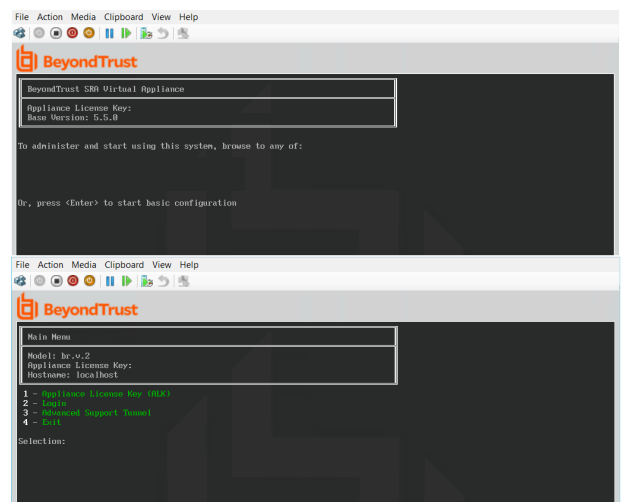 File Action Media Clipboard View Help
BeyondTrust
BeyondTrust SRA Virtual Appliance
Appliance License Key:
Base Version: 5.5.0
To administer and start using this system, browse to any of:
Or, press <Enter> to start basic configuration
File Action Media Clipboard View Help
BeyondTrust
Main Menu
Model: br.v.2
Appliance License Key:
Hostname: localhost
1 - Appliance License Key (ALK)
2 - Login
3 - Advanced Support Tunnel
4 - Exit
Selection: